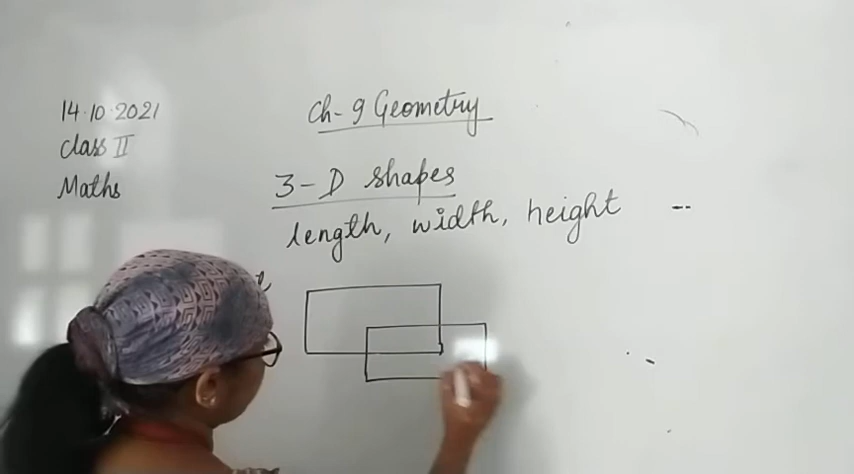 14.10.2021
Class II
Maths
Ch-9 Geometry
3-D shapes
length, width, height